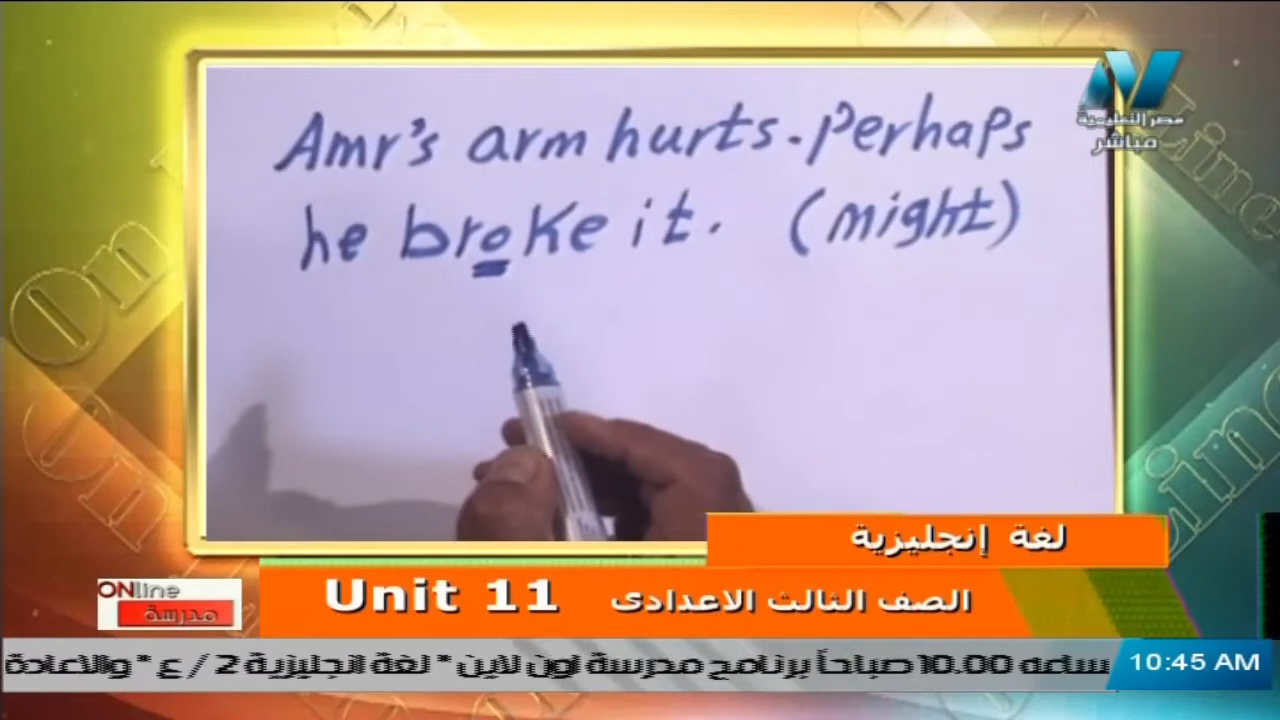 Amr's arm hurts. perhaps
he broke it. (might)
مصر التعليمية
مباشر
لغة إنجليزية
Unit 11 الصف الثالث الاعدادى
ONline
مدرسة
ساعه 10.00 صباحاً برنامج مدرسة اون لاين " لغة انجليزية 2 / ع " والاعادة
10:45 AM